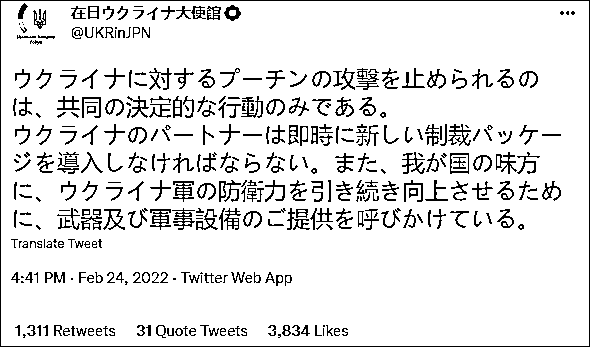 在日ウクライナ大使館
@UKRinJPN
ウクライナに対するプーチンの攻撃を止められるの
は、共同の決定的な行動のみである。
ウクライナのパートナーは即時に新しい制裁パッケー
ジを導入しなければならない。また、我が国の味方
に、ウクライナ軍の防衛力を引き続き向上させるため
に、武器及び軍事設備のご提供を呼びかけている。
Translate Tweet
4:41 PM · Feb 24, 2022 · Twitter Web App
1,311 Retweets 31 Quote Tweets 3,834 Likes